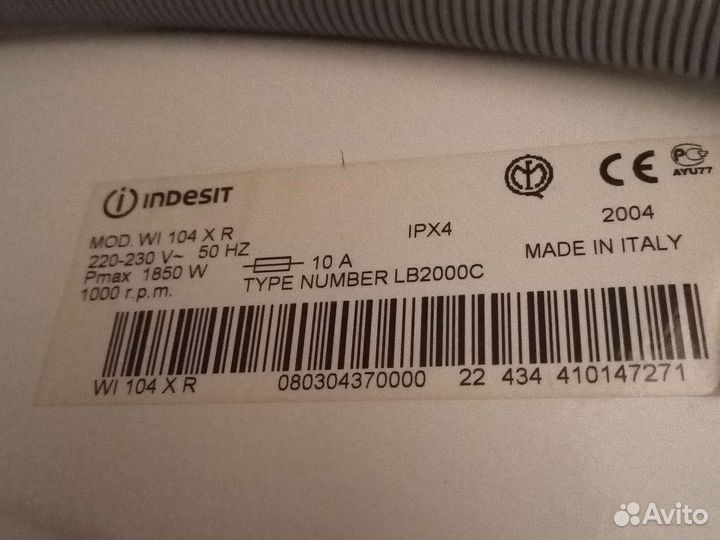 INDESIT
MOD. WI 104 X R
220-230 V~ 50 HZ
Pmax 1850 W
1000 r.p.m.
10 A
TYPE NUMBER LB2000C
IPX4
CE
АЮ77
2004
MADE IN ITALY
WI 104 X R 080304370000 22 434 410147271
Avito